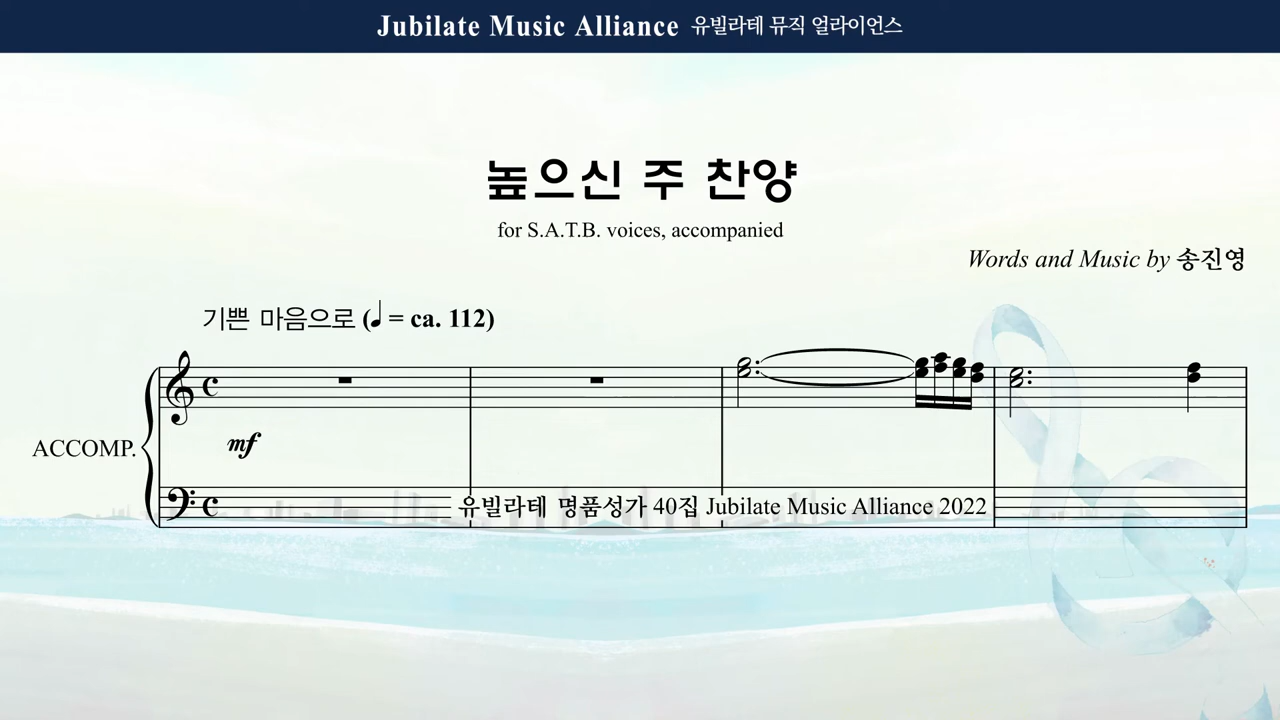 Jubilate Music Alliance 유빌라테 뮤직 얼라이언스
높으신 주 찬양
for S.A.T.B. voices, accompanied
Words and Music by 송진영
기쁜 마음으로 (♩ = ca. 112)
mf
ACCOMP.
유빌라테 명품성가 40집 Jubilate Music Alliance 2022